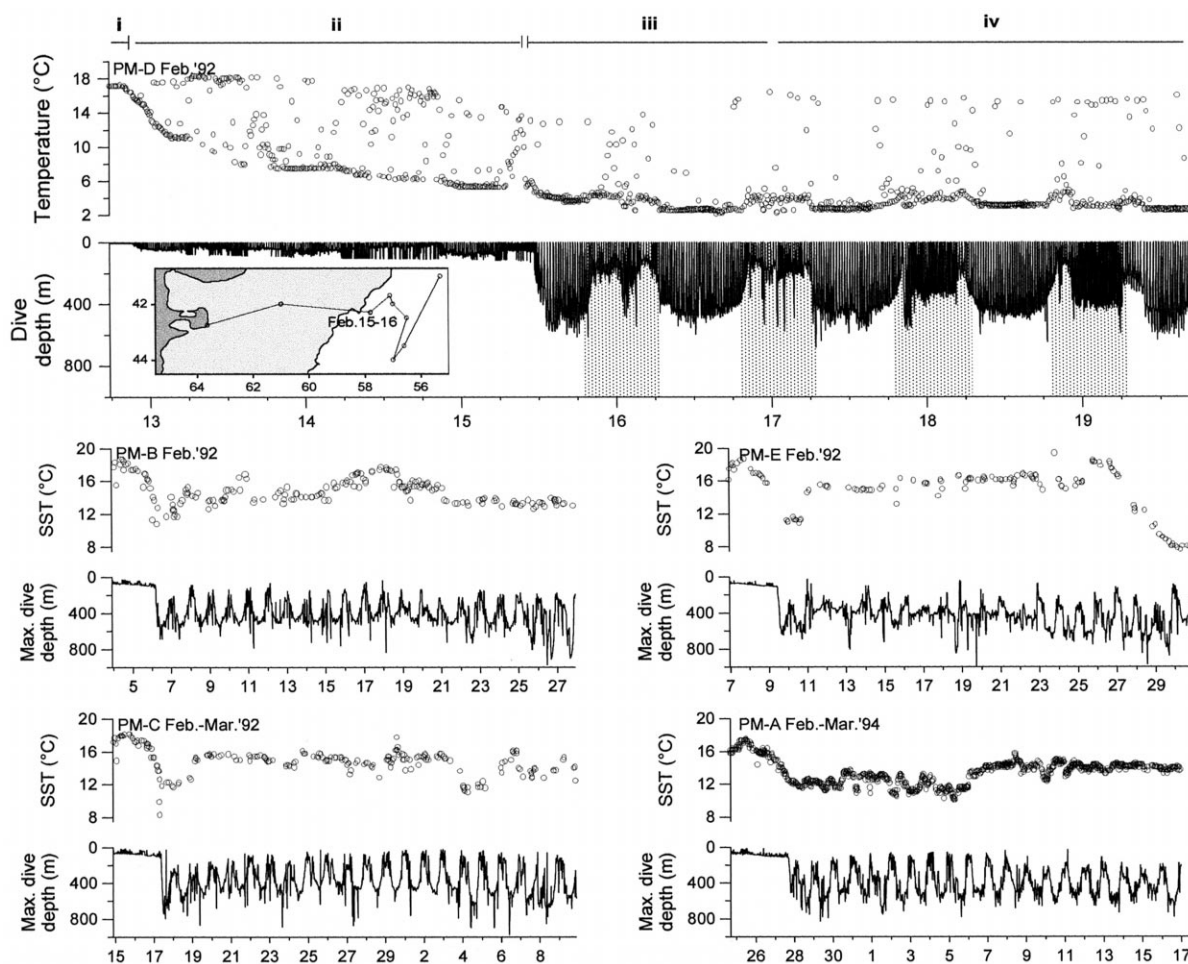 i ii iii iv
PM-D Feb.'92
Temperature (°C)
18
14
10
6
2
Dive
depth (m)
0
400
800
42
44
Feb.15-16
64 62 60 58 56
13 14 15 16 17 18 19
PM-B Feb.'92
SST (°C)
20
16
12
8
Max. dive
depth (m)
0
400
800
4 5 7 9 11 13 15 17 19 21 23 25 27
PM-E Feb.'92
SST (°C)
20
16
12
8
Max. dive
depth (m)
0
400
800
7 9 11 13 15 17 19 21 23 25 27 29
PM-C Feb.-Mar.'92
SST (°C)
20
16
12
8
Max. dive
depth (m)
0
400
800
15 17 19 21 23 25 27 29 2 4 6 8
PM-A Feb.-Mar.'94
SST (°C)
20
16
12
8
Max. dive
depth (m)
0
400
800
26 28 1 3 5 7 9 11 13 15 17